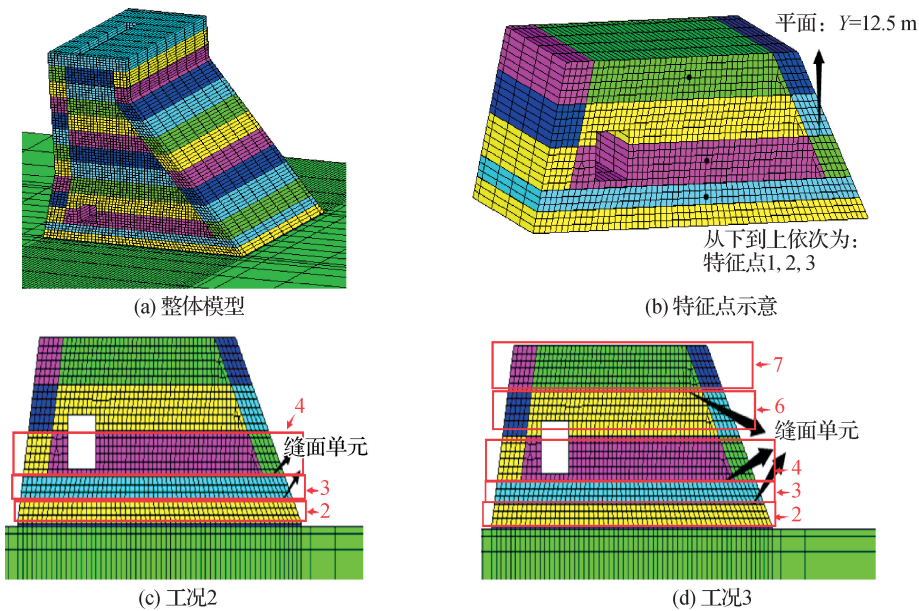 平面：Y=12.5 m
从下到上依次为：
特征点1, 2, 3
(a) 整体模型
(b) 特征点示意
4
缝面单元
3
2
7
6
缝面单元
4
3
2
(c) 工况2
(d) 工况3